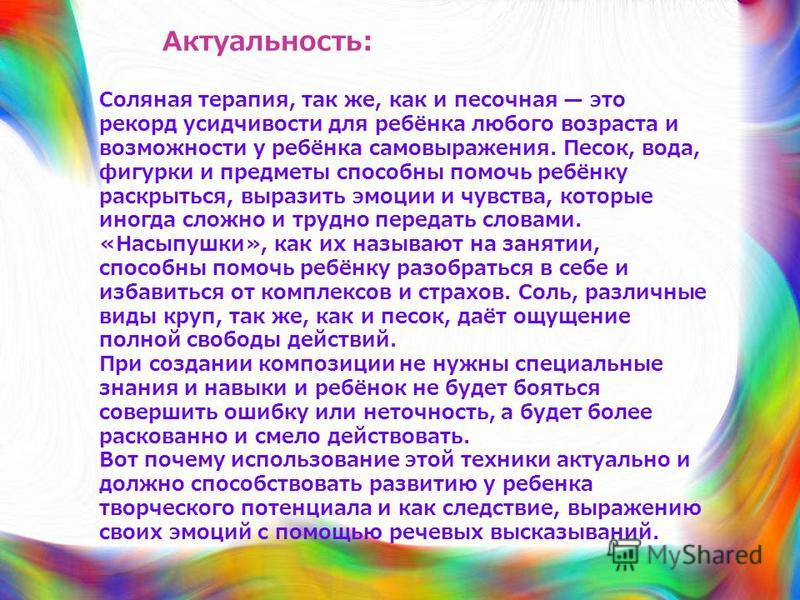 Актуальность:
Соляная терапия, так же, как и песочная — это
рекорд усидчивости для ребёнка любого возраста и
возможности у ребёнка самовыражения. Песок, вода,
фигурки и предметы способны помочь ребёнку
раскрыться, выразить эмоции и чувства, которые
иногда сложно и трудно передать словами.
«Насыпушки», как их называют на занятии,
способны помочь ребёнку разобраться в себе и
избавиться от комплексов и страхов. Соль, различные
виды круп, так же, как и песок, даёт ощущение
полной свободы действий.
При создании композиции не нужны специальные
знания и навыки и ребёнок не будет бояться
совершить ошибку или неточность, а будет более
раскованно и смело действовать.
Вот почему использование этой техники актуально и
должно способствовать развитию у ребенка
творческого потенциала и как следствие, выражению
своих эмоций с помощью речевых высказываний.
MyShared